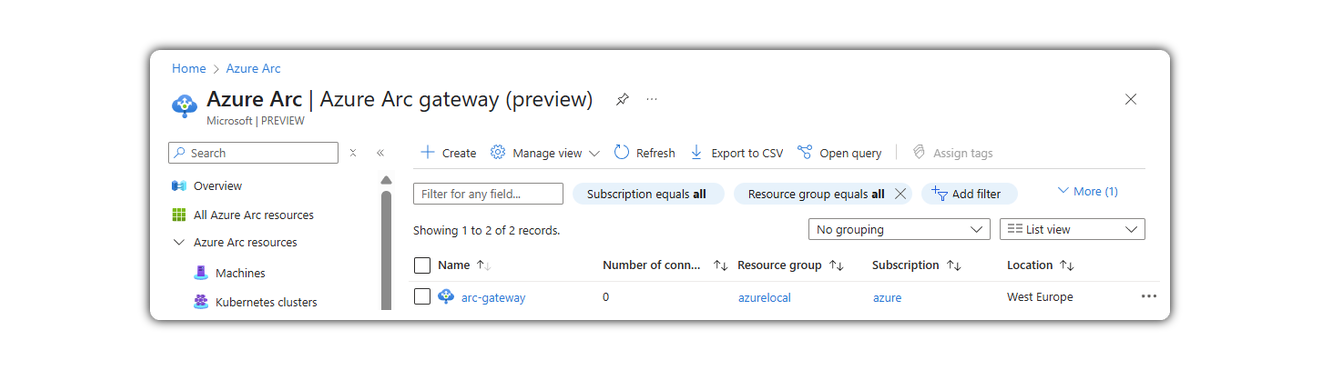 Home > Azure Arc
Azure Arc | Azure Arc gateway (preview) ...
Microsoft | PREVIEW
Search
Create Manage view Refresh Export to CSV Open query Assign tags
Overview
All Azure Arc resources
Azure Arc resources
Machines
Kubernetes clusters
Filter for any field... Subscription equals all Resource group equals all Add filter More (1)
Showing 1 to 2 of 2 records. No grouping List view
Name Number of conn... Resource group Subscription Location
arc-gateway 0 azurelocal azure West Europe ...